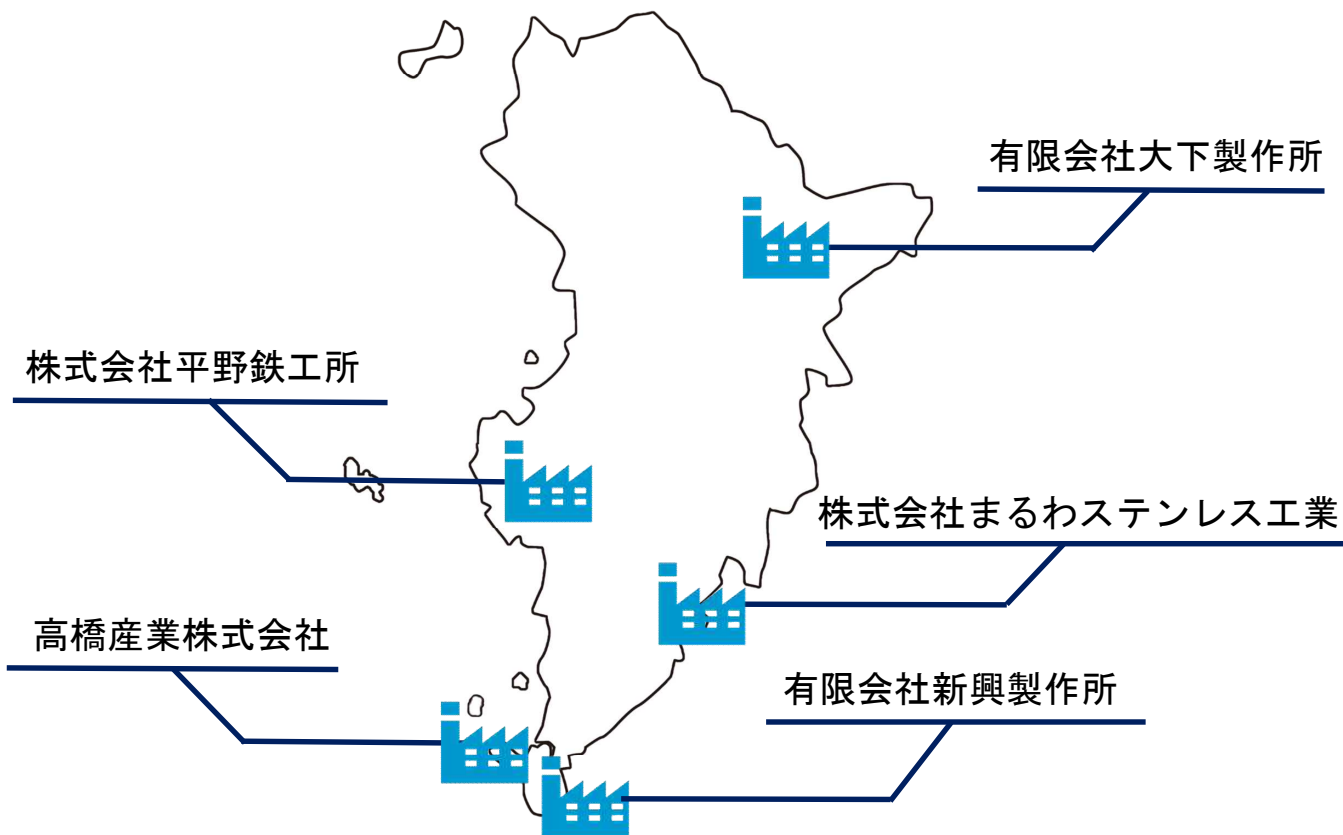 有限会社大下製作所
株式会社平野鉄工所
株式会社まるわステンレス工業
高橋産業株式会社
有限会社新興製作所